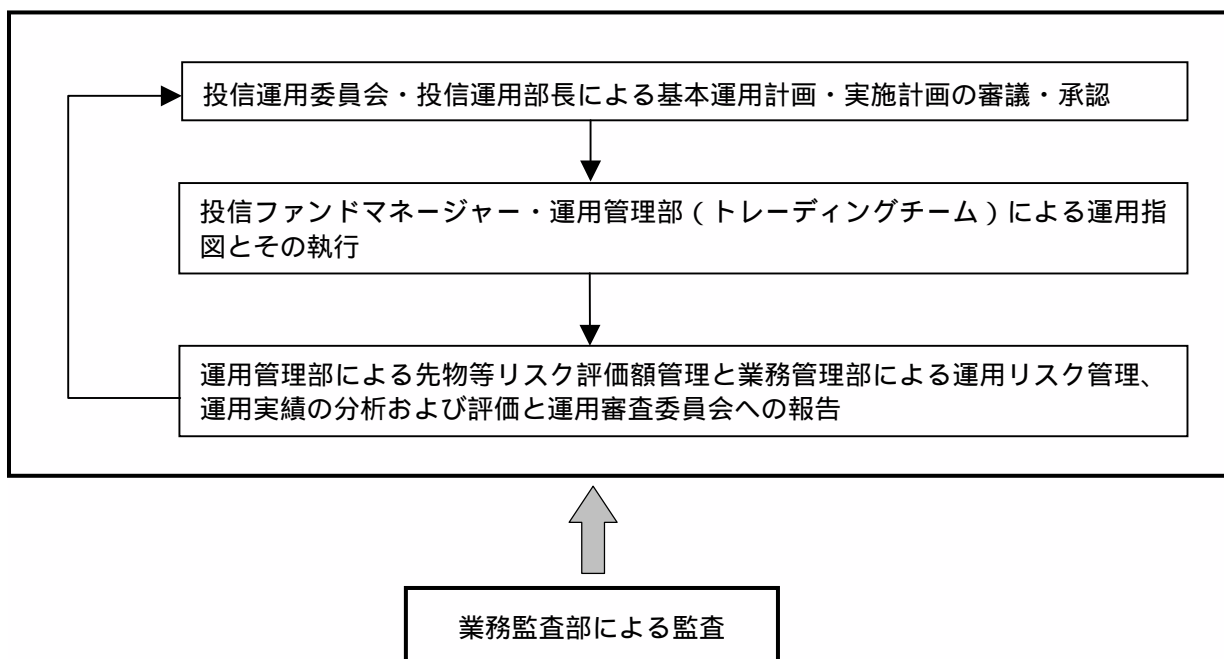 投信運用委員会・投信運用部長による基本運用計画・実施計画の審議・承認
投信ファンドマネージャー・運用管理部（トレーディングチーム）による運用指
図とその執行
運用管理部による先物等リスク評価額管理と業務管理部による運用リスク管理、
運用実績の分析および評価と運用審査委員会への報告
業務監査部による監査